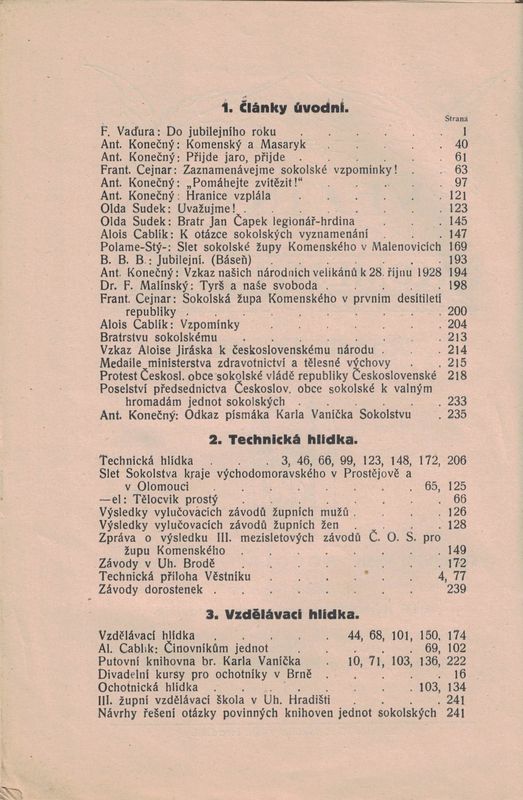 1. Články úvodní.
Strana
F. Vaďura: Do jubilejního roku . . . . . 1
Ant. Konečný: Komenský a Masaryk . . . . 40
Ant. Konečný: Přijde jaro, přijde . . . . . 61
Frant. Cejnar: Zaznamenávejme sokolské vzpomínky! . . 63
Ant. Konečný: „Pomáhejte zvítězit!“ . . . . 97
Ant. Konečný: Hranice vzplála . . . . . 121
Olda Sudek: Uvažujme! . . . . . . 123
Olda Sudek: Bratr Jan Čapek legionář-hrdina . . . 145
Alois Cablík: K otázce sokolských vyznamenání . . . 147
Polame-Stý-: Slet sokolské župy Komenského v Malenovicích 169
B. B. B.: Jubilejní. (Báseň) . . . . . 193
Ant. Konečný: Vzkaz našich národních velikánů k 28. říjnu 1928 194
Dr. F. Malínský: Tyrš a naše svoboda . . . . 198
Frant. Cejnar: Sokolská župa Komenského v prvním desítiletí
republiky . . . . . . . 200
Alois Cablík: Vzpomínky . . . . . . 204
Bratrstvu sokolskému . . . . . . 213
Vzkaz Aloise Jiráska k československému národu . . . 214
Medaile ministerstva zdravotnictví a tělesné výchovy . . 215
Protest Českosl. obce sokolské vládě republiky Československé 218
Poselství předsednictva Českoslov. obce sokolské k valným
hromadám jednot sokolských . . . . . 233
Ant. Konečný: Odkaz písmáka Karla Vaníčka Sokolstvu . 235
2. Technická hlídka.
Technická hlídka . . . 3, 46, 66, 99, 123, 148, 172, 206
Slet Sokolstva kraje východomoravského v Prostějově a
v Olomouci . . . . . . 65, 125
—el: Tělocvik prostý . . . . . . 66
Výsledky vylučovacích závodů župních mužů . . . . 126
Výsledky vylučovacích závodů župních žen . . . . 128
Zpráva o výsledku III. mezisletových závodů Č. O. S. pro
župu Komenského . . . . . . 149
Závody v Uh. Brodě . . . . . . 172
Technická příloha Věstníku . . . . . 4, 77
Závody dorostenek . . . . . . 239
3. Vzdělávací hlídka.
Vzdělávací hlídka . . . . . 44, 68, 101, 150, 174
Al. Cablík: Činovníkům jednot . . . . . 69, 102
Putovní knihovna br. Karla Vaníčka . 10, 71, 103, 136, 222
Divadelní kursy pro ochotníky v Brně . . . . 16
Ochotnická hlídka . . . . . . 103, 134
III. župní vzdělávací škola v Uh. Hradišti . . . . 241
Návrhy řešení otázky povinných knihoven jednot sokolských 241